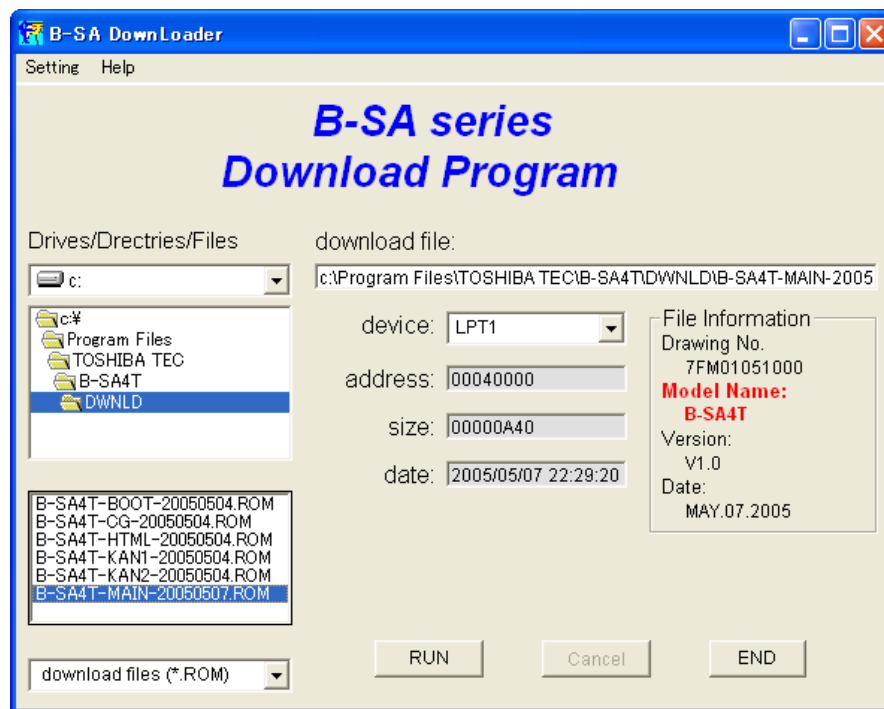 B-SA DownLoader
Setting Help
B-SA series
Download Program
Drives/Drectries/Files
c:
c:¥
Program Files
TOSHIBA TEC
B-SA4T
DWNLD
B-SA4T-BOOT-20050504.ROM
B-SA4T-CG-20050504.ROM
B-SA4T-HTML-20050504.ROM
B-SA4T-KAN1-20050504.ROM
B-SA4T-KAN2-20050504.ROM
B-SA4T-MAIN-20050507.ROM
download files (*.ROM)
download file:
c:\Program Files\TOSHIBA TEC\B-SA4T\DWNLD\B-SA4T-MAIN-2005
device: LPT1
address: 00040000
size: 00000A40
date: 2005/05/07 22:29:20
File Information
Drawing No.
7FM01051000
Model Name:
B-SA4T
Version:
V1.0
Date:
MAY.07.2005
RUN Cancel END